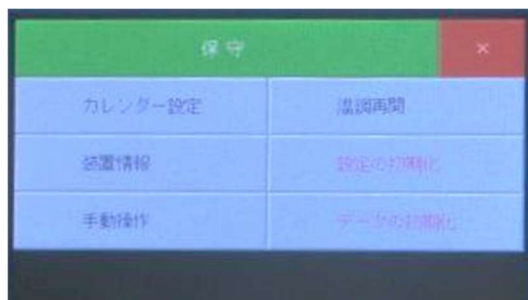 保守 ×
カレンダー設定 温調再開
装置情報 設定の初期化
手動操作 データの初期化